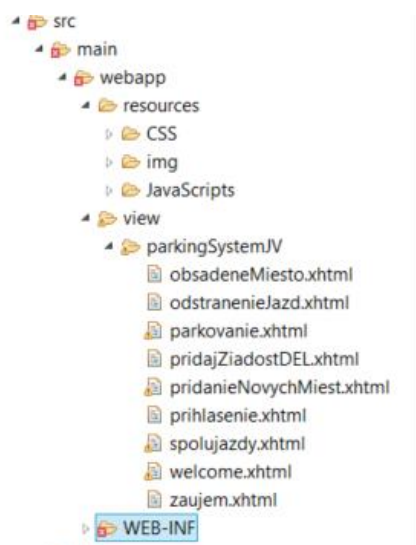 src
main
webapp
resources
CSS
img
JavaScripts
view
parkingSystemJV
obsadeneMiesto.xhtml
odstranenieJazd.xhtml
parkovanie.xhtml
pridajZiadostDEL.xhtml
pridanieNovychMiest.xhtml
prihlasenie.xhtml
spolujazdy.xhtml
welcome.xhtml
zaujem.xhtml
WEB-INF